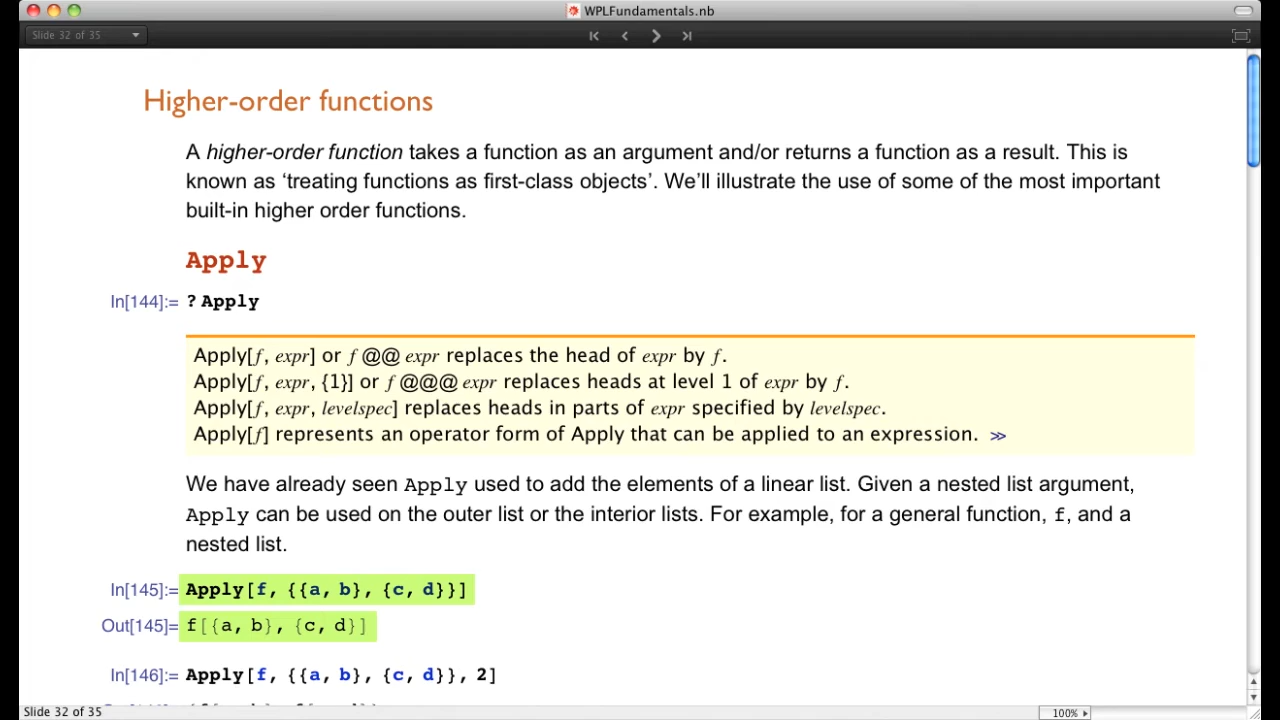 WPLFundamentals.nb
Slide 32 of 35
Higher-order functions
A higher-order function takes a function as an argument and/or returns a function as a result. This is
known as ‘treating functions as first-class objects’. We’ll illustrate the use of some of the most important
built-in higher order functions.
Apply
In[144]:= ? Apply
Apply[f, expr] or f @@ expr replaces the head of expr by f.
Apply[f, expr, {1}] or f @@@ expr replaces heads at level 1 of expr by f.
Apply[f, expr, levelspec] replaces heads in parts of expr specified by levelspec.
Apply[f] represents an operator form of Apply that can be applied to an expression. ≫
We have already seen Apply used to add the elements of a linear list. Given a nested list argument,
Apply can be used on the outer list or the interior lists. For example, for a general function, f, and a
nested list.
In[145]:= Apply[f, {{a, b}, {c, d}}]
Out[145]= f[{a, b}, {c, d}]
In[146]:= Apply[f, {{a, b}, {c, d}}, 2]
Slide 32 of 35
100%